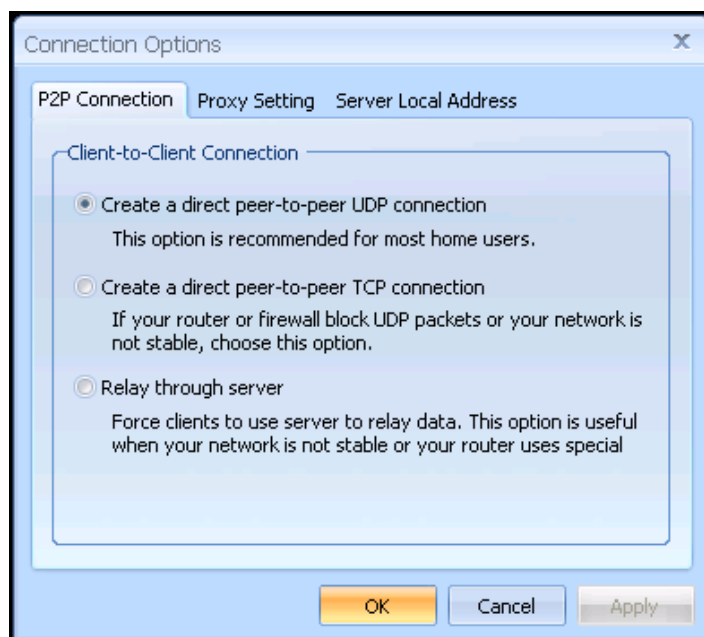 Connection Options
P2P Connection Proxy Setting Server Local Address
Client-to-Client Connection
Create a direct peer-to-peer UDP connection
This option is recommended for most home users.
Create a direct peer-to-peer TCP connection
If your router or firewall block UDP packets or your network is
not stable, choose this option.
Relay through server
Force clients to use server to relay data. This option is useful
when your network is not stable or your router uses special
OK Cancel Apply